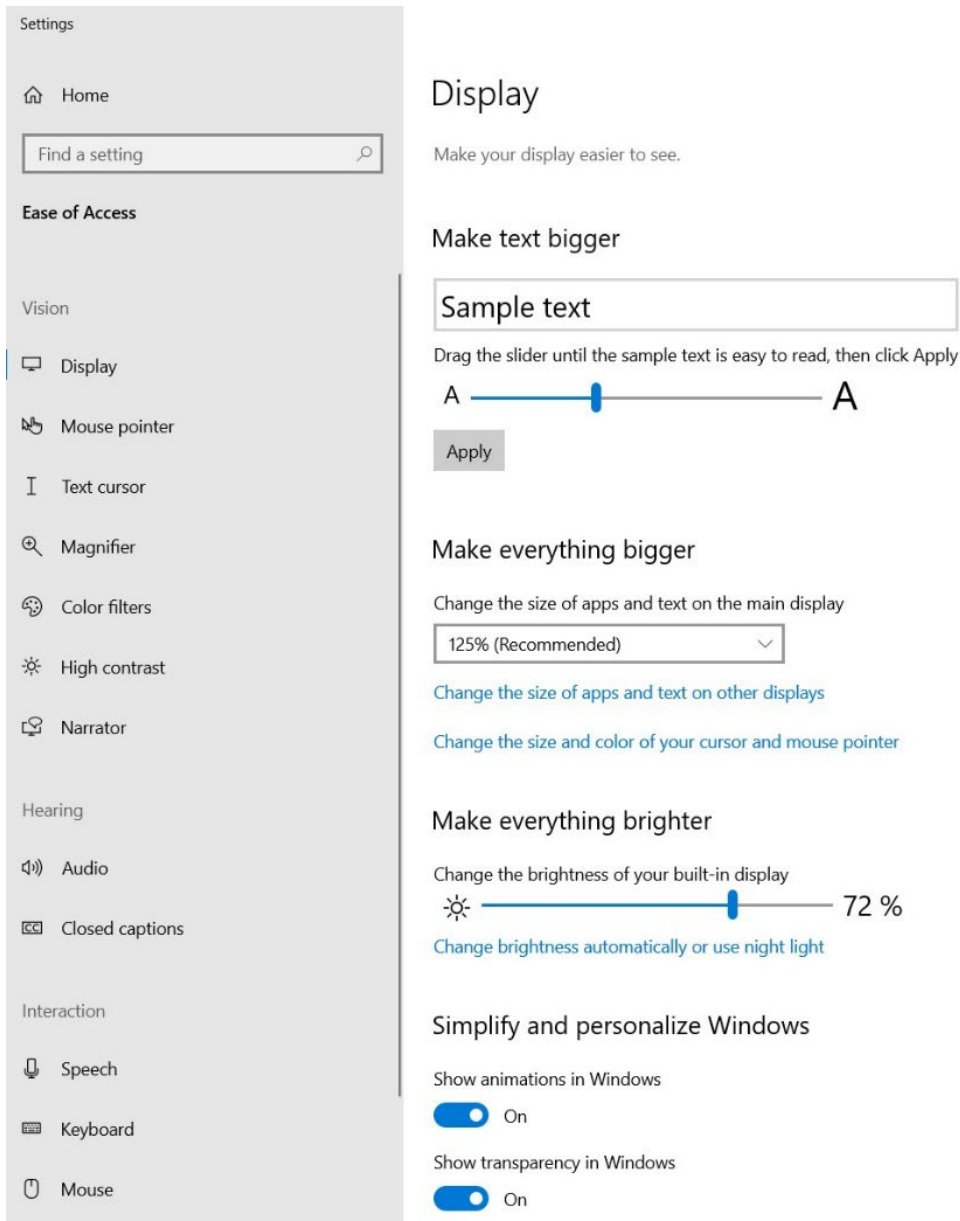 Settings
Home
Find a setting
Ease of Access
Vision
Display
Mouse pointer
Text cursor
Magnifier
Color filters
High contrast
Narrator
Hearing
Audio
CC
Closed captions
Interaction
Speech
Keyboard
Mouse
Display
Make your display easier to see.
Make text bigger
Sample text
Drag the slider until the sample text is easy to read, then click Apply
A A
Apply
Make everything bigger
Change the size of apps and text on the main display
125% (Recommended)
Change the size of apps and text on other displays
Change the size and color of your cursor and mouse pointer
Make everything brighter
Change the brightness of your built-in display
72 %
Change brightness automatically or use night light
Simplify and personalize Windows
Show animations in Windows
On
Show transparency in Windows
On